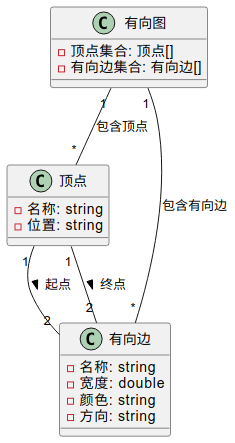 C 有向图
顶点集合: 顶点[]
有向边集合: 有向边[]
1
1
包含顶点
*
C 顶点
名称: string
位置: string
包含有向边
1
1
起点
终点
2
2
*
C 有向边
名称: string
宽度: double
颜色: string
方向: string